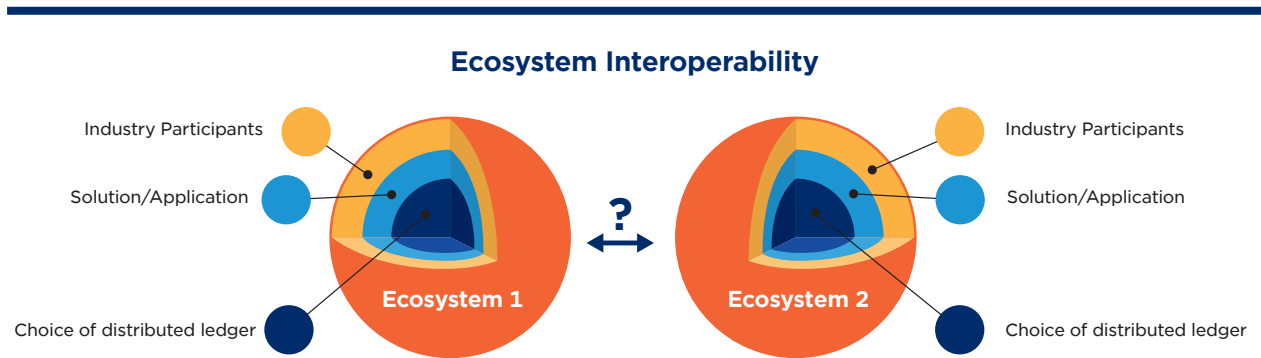 Ecosystem Interoperability
Industry Participants
Solution/Application
Choice of distributed ledger
Ecosystem 1
?
Ecosystem 2
Industry Participants
Solution/Application
Choice of distributed ledger